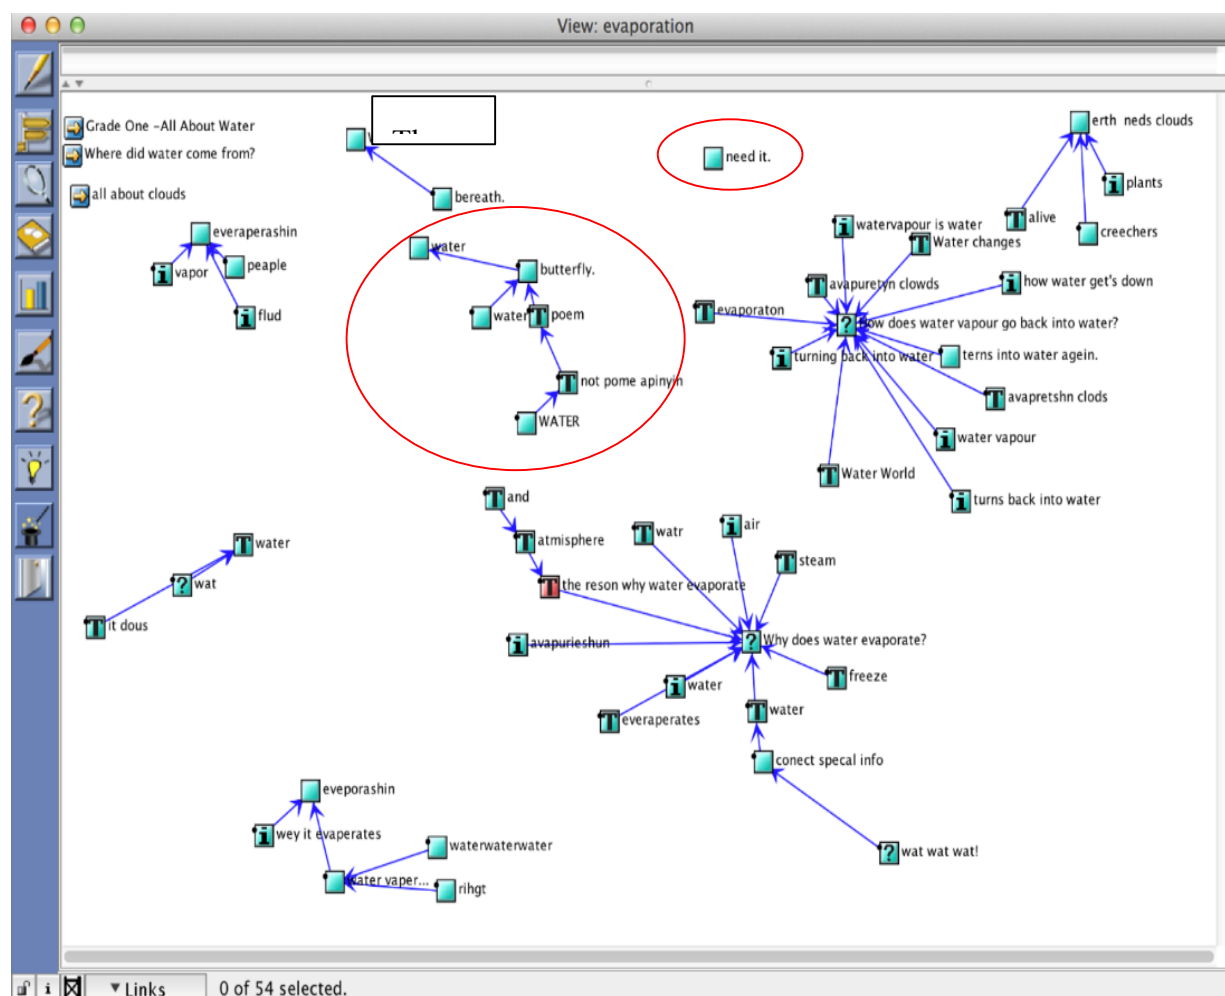 View: evaporation
Grade One -All About Water
Where did water come from?
all about clouds
need it.
erth neds clouds
plants
alive
creechers
bereath.
everaperashin
vapor
peaple
flud
water
butterfly.
water
poem
not pome apinyin
WATER
watervapour is water
Water changes
avapuretyn clowds
how water get's down
evaporaton
How does water vapour go back into water?
turning back into water
terns into water agein.
avapretshn clods
water vapour
Water World
turns back into water
and
atmisphere
the reson why water evaporate
watr
air
steam
water
wat
it dous
avapurieshun
Why does water evaporate?
water
freeze
everaperates
water
conect specal info
wat wat wat!
eveporashin
wey it evaperates
waterwaterwater
water vaper...
rihgt
Links
0 of 54 selected.